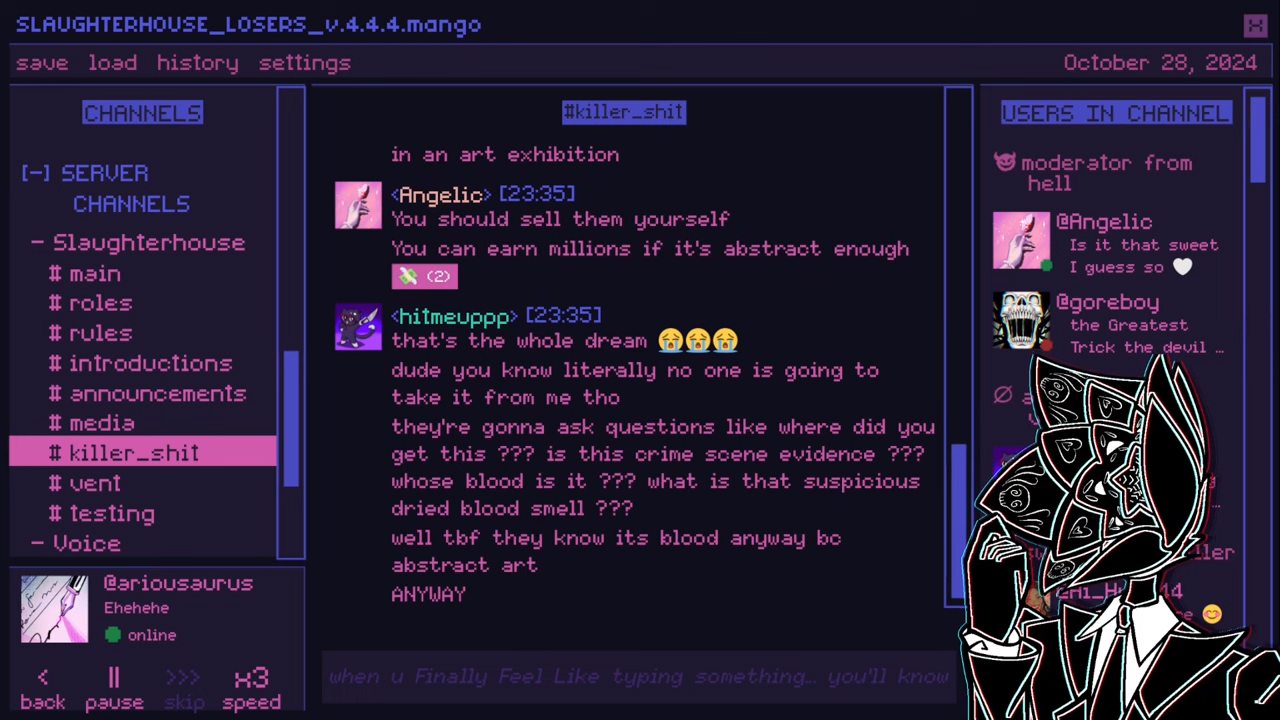 SLAUGHTERHOUSE_LOSERS_v.4.4.4.mango
X
save load history settings
October 28, 2024
CHANNELS
[-] SERVER
CHANNELS
- Slaughterhouse
# main
# roles
# rules
# introductions
# announcements
# media
# killer_shit
# vent
# testing
- Voice
@ariousaurus
Ehehehe
online
< || >>> x3
back pause skip speed
#killer_shit
in an art exhibition
<Angelic> [23:35]
You should sell them yourself
You can earn millions if it's abstract enough
💸 (2)
<hitmeuppp> [23:35]
that's the whole dream 😭😭😭
dude you know literally no one is going to
take it from me tho
they're gonna ask questions like where did you
get this ??? is this crime scene evidence ???
whose blood is it ??? what is that suspicious
dried blood smell ???
well tbf they know its blood anyway bc
abstract art
ANYWAY
when u Finally Feel Like typing something.. you'll know
USERS IN CHANNEL
😈 moderator from
hell
@Angelic
Is it that sweet
I guess so 🤍
@goreboy
the Greatest
Trick the devil ...